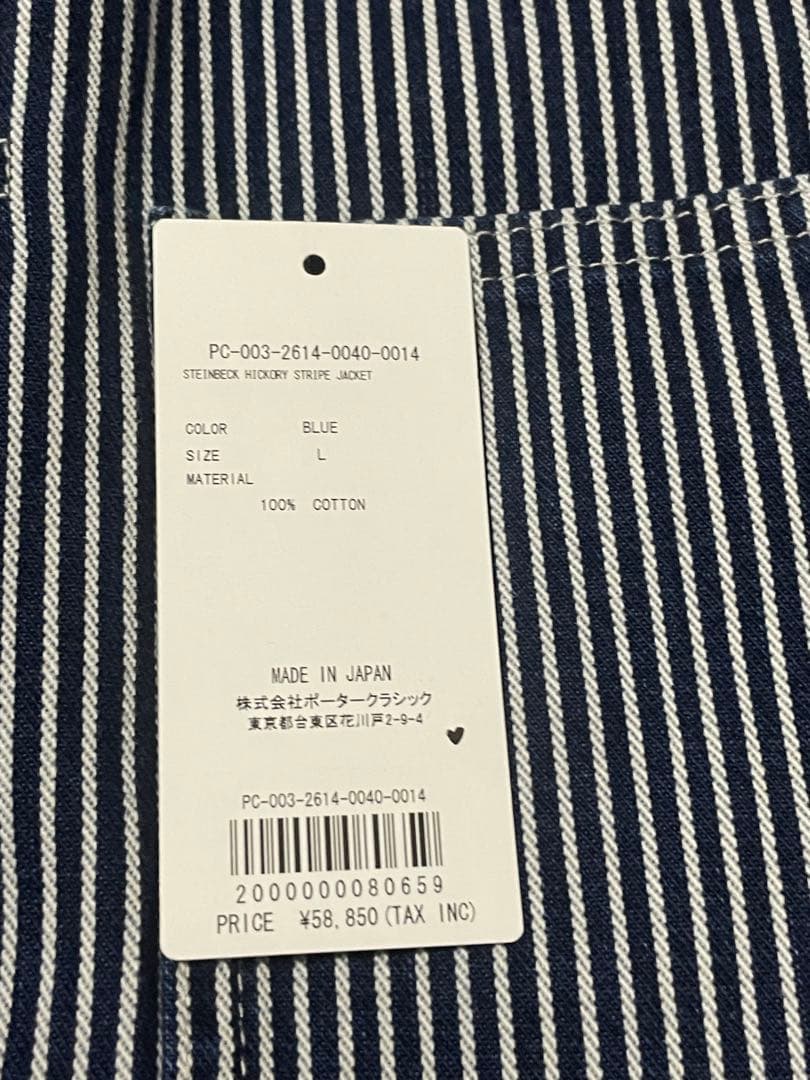 PC-003-2614-0040-0014
STEINBECK HICKORY STRIPE JACKET
COLOR BLUE
SIZE L
MATERIAL
100% COTTON
MADE IN JAPAN
株式会社ポータークラシック
東京都台東区花川戸2-9-4
PC-003-2614-0040-0014
2000000080659
PRICE ¥58,850(TAX INC)